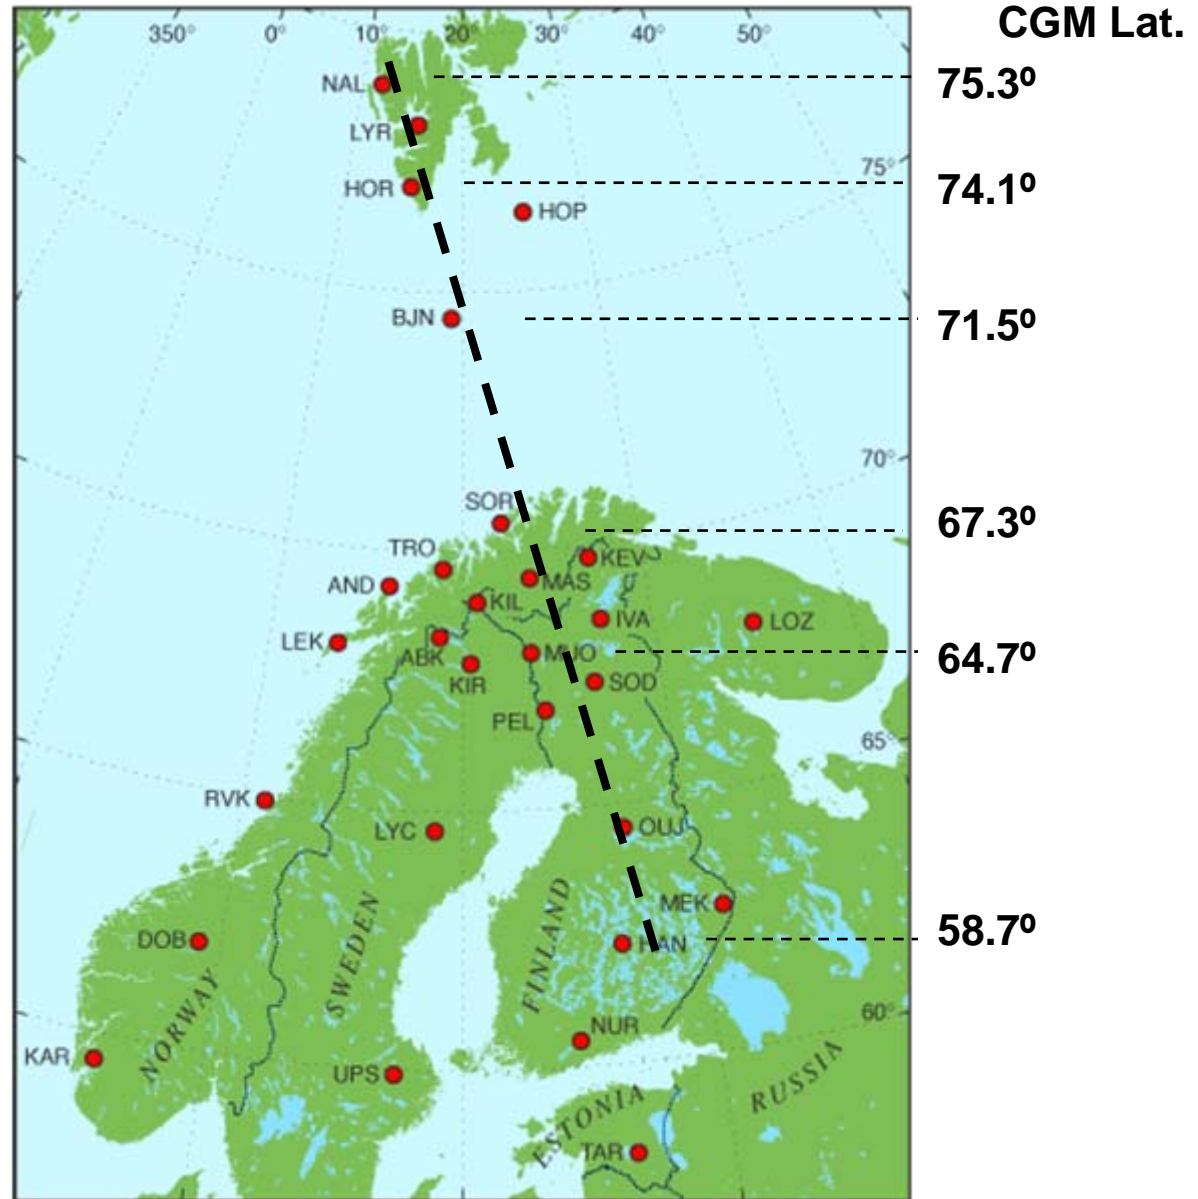 CGM Lat.
350°
0°
10°
20°
30°
40°
50°
NAL
75.3º
LYR
75°
HOR
74.1º
HOP
BJN
71.5º
70°
SOR
67.3º
TRO
KEV
AND
MAS
KIL
IVA
LOZ
LEK
ABK
MUO
64.7º
KIR
SOD
PEL
65°
RVK
LYC
OUJ
MEK
DOB
HAN
58.7º
SWEDEN
FINLAND
NORWAY
60°
NUR
KAR
UPS
RUSSIA
ESTONIA
TAR